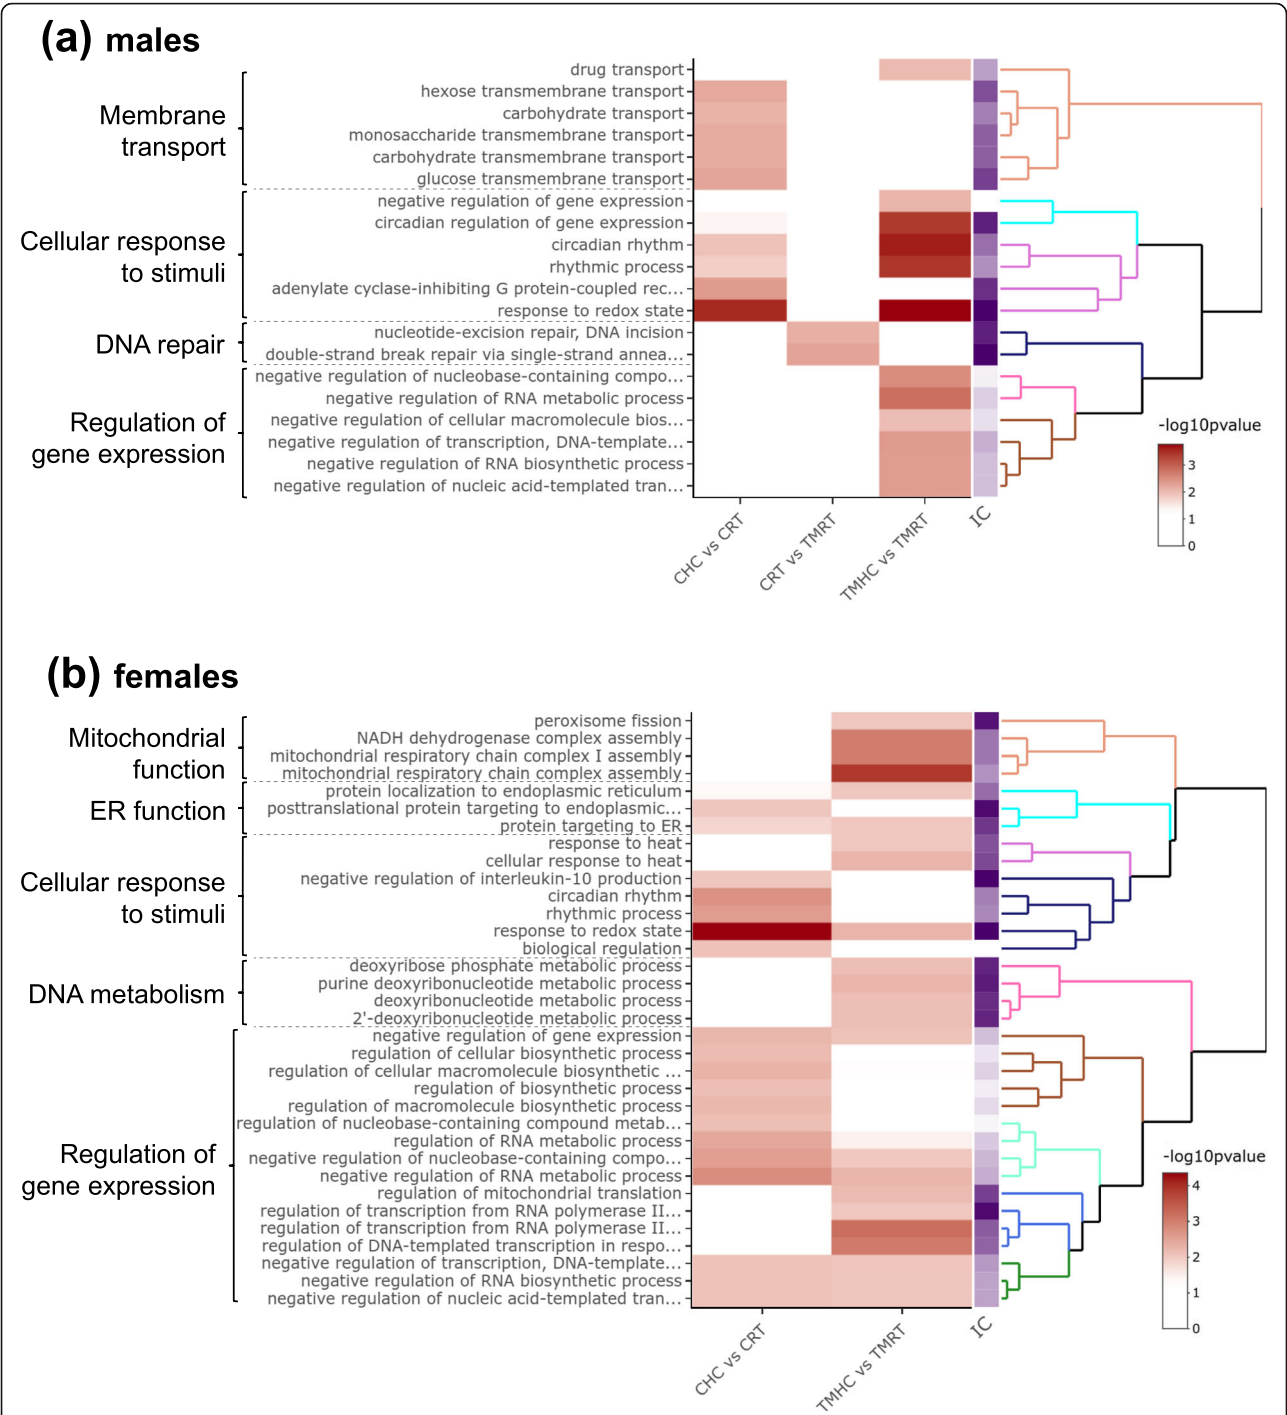 (a) males
Membrane
transport
drug transport
hexose transmembrane transport
carbohydrate transport
monosaccharide transmembrane transport
carbohydrate transmembrane transport
glucose transmembrane transport
Cellular response
to stimuli
negative regulation of gene expression
circadian regulation of gene expression
circadian rhythm
rhythmic process
adenylate cyclase-inhibiting G protein-coupled rec...
response to redox state
DNA repair
nucleotide-excision repair, DNA incision
double-strand break repair via single-strand annea...
Regulation of
gene expression
negative regulation of nucleobase-containing compo...
negative regulation of RNA metabolic process
negative regulation of cellular macromolecule bios...
negative regulation of transcription, DNA-template...
negative regulation of RNA biosynthetic process
negative regulation of nucleic acid-templated tran...
CHC vs CRT
CRT vs TMRT
TMHC vs TMRT
IC
-log10pvalue
3
2
1
0
(b) females
Mitochondrial
function
peroxisome fission
NADH dehydrogenase complex assembly
mitochondrial respiratory chain complex I assembly
mitochondrial respiratory chain complex assembly
ER function
protein localization to endoplasmic reticulum
posttranslational protein targeting to endoplasmic...
protein targeting to ER
Cellular response
to stimuli
response to heat
cellular response to heat
negative regulation of interleukin-10 production
circadian rhythm
rhythmic process
response to redox state
biological regulation
DNA metabolism
deoxyribose phosphate metabolic process
purine deoxyribonucleotide metabolic process
deoxyribonucleotide metabolic process
2'-deoxyribonucleotide metabolic process
Regulation of
gene expression
negative regulation of gene expression
regulation of cellular biosynthetic process
regulation of cellular macromolecule biosynthetic ...
regulation of biosynthetic process
regulation of macromolecule biosynthetic process
regulation of nucleobase-containing compound metab...
regulation of RNA metabolic process
negative regulation of nucleobase-containing compo...
negative regulation of RNA metabolic process
regulation of mitochondrial translation
regulation of transcription from RNA polymerase II...
regulation of transcription from RNA polymerase II...
regulation of DNA-templated transcription in respo...
negative regulation of transcription, DNA-template...
negative regulation of RNA biosynthetic process
negative regulation of nucleic acid-templated tran...
CHC vs CRT
TMHC vs TMRT
IC
-log10pvalue
4
3
2
1
0